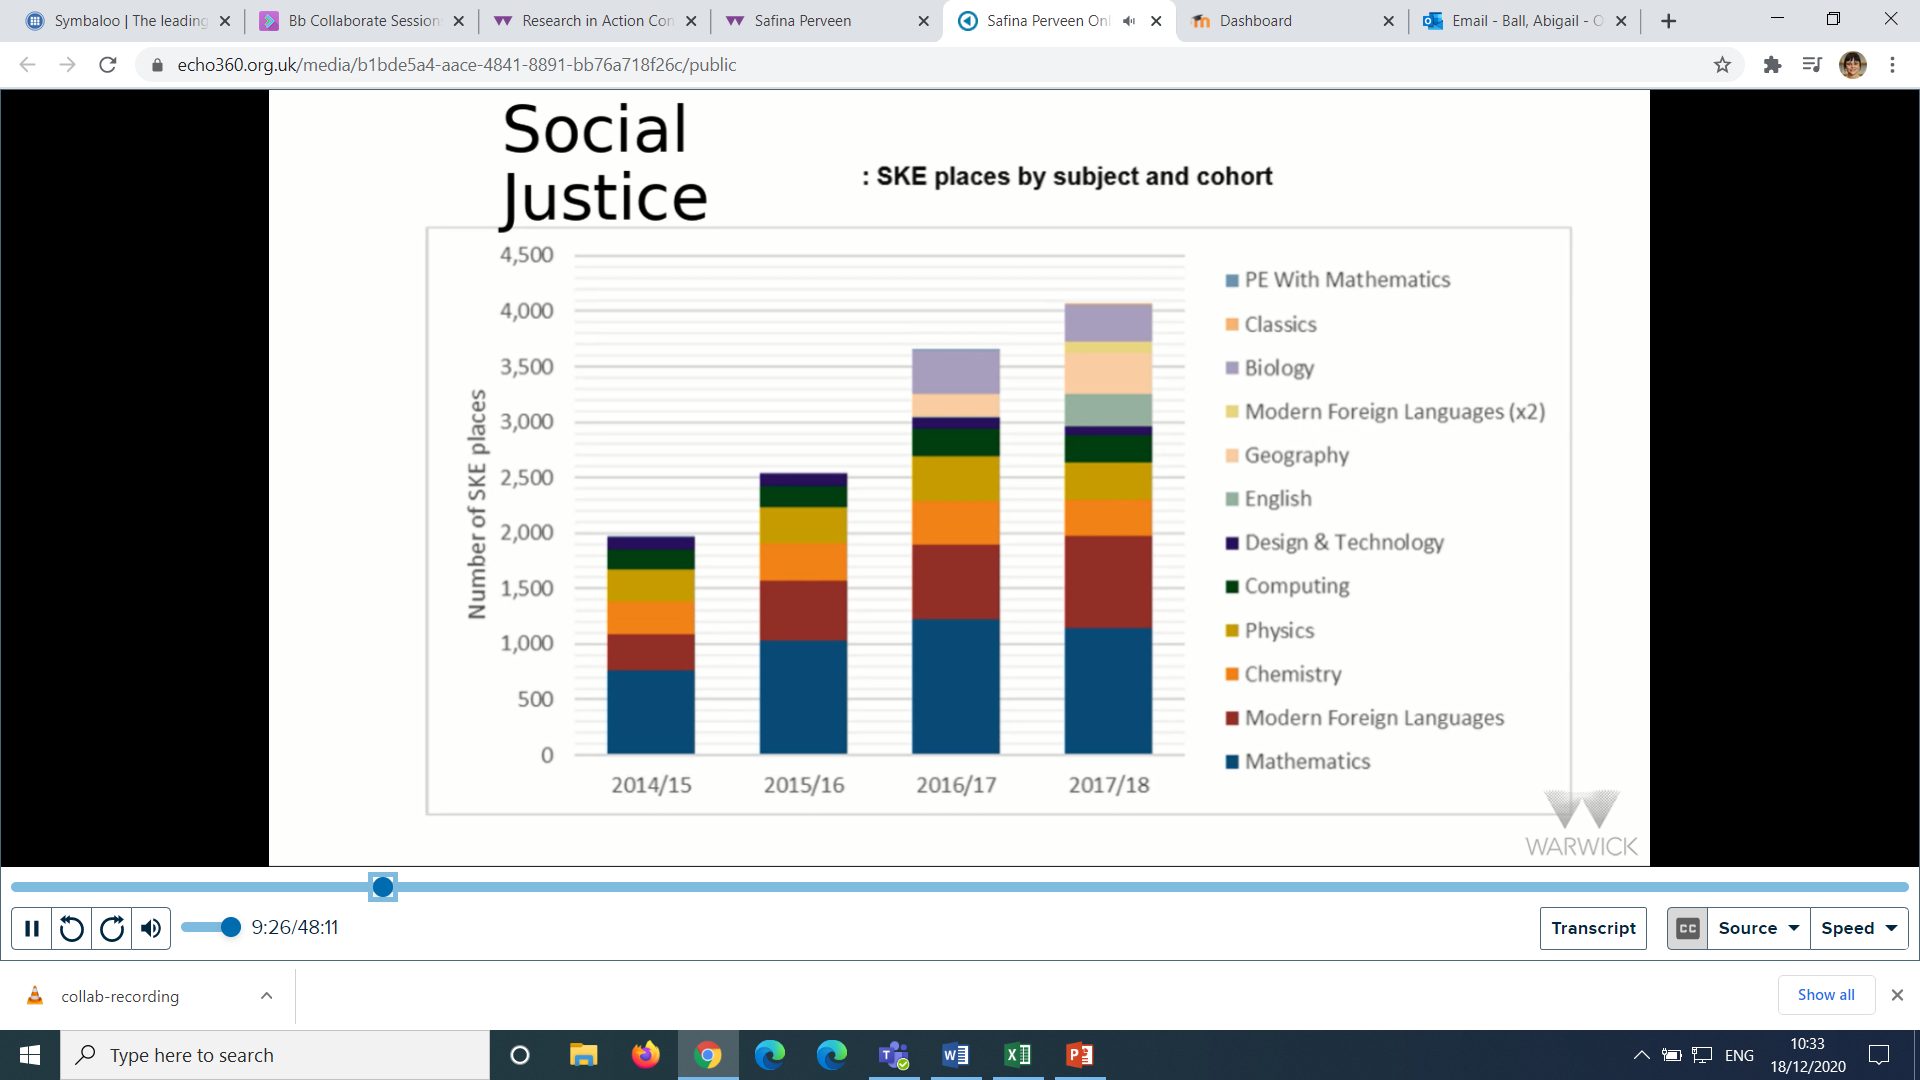 Symbaloo | The leading
Bb Collaborate Session
Research in Action Con
Safina Perveen
Safina Perveen Onl
Dashboard
Email - Ball, Abigail - O
echo360.org.uk/media/b1bde5a4-aace-4841-8891-bb76a718f26c/public
Social
Justice
: SKE places by subject and cohort
Number of SKE places
4,500
4,000
3,500
3,000
2,500
2,000
1,500
1,000
500
0
2014/15
2015/16
2016/17
2017/18
PE With Mathematics
Classics
Biology
Modern Foreign Languages (x2)
Geography
English
Design & Technology
Computing
Physics
Chemistry
Modern Foreign Languages
Mathematics
WARWICK
9:26/48:11
Transcript
CC
Source
Speed
collab-recording
Show all
Type here to search
ENG
10:33
18/12/2020